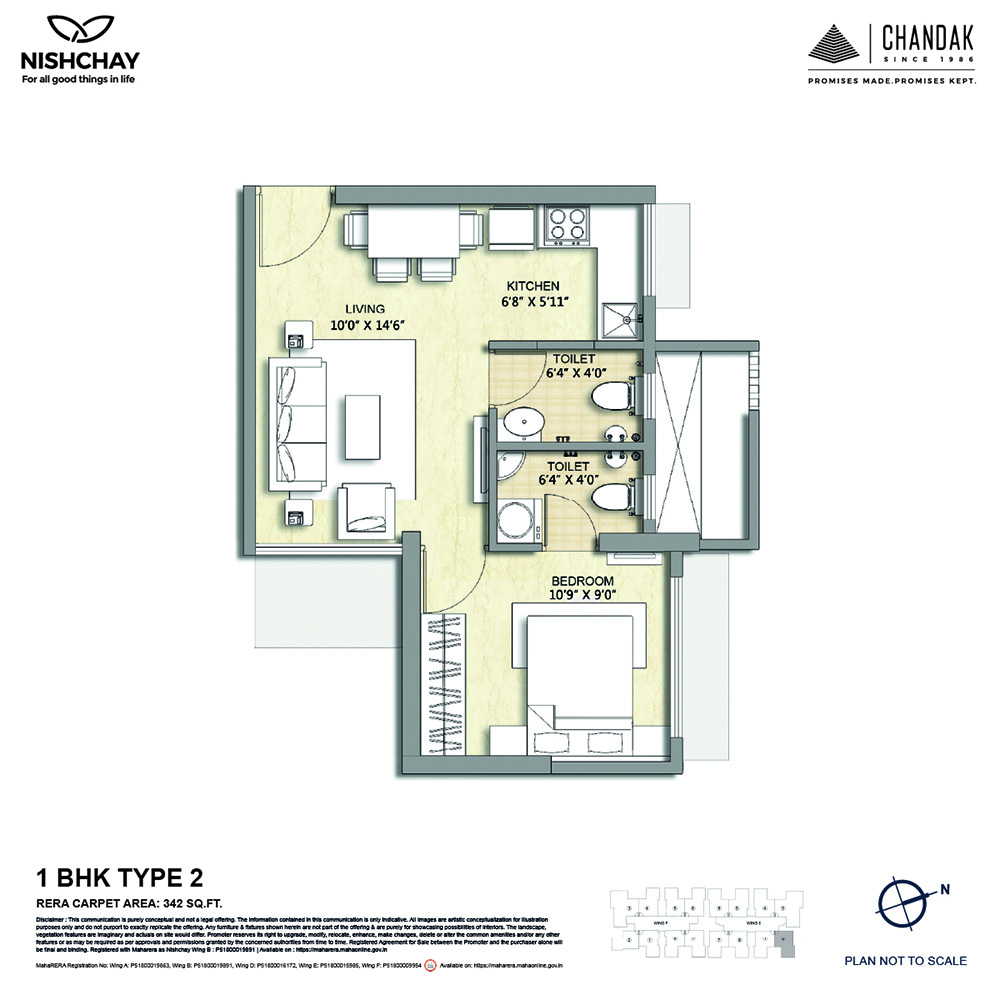 NISHCHAY
For all good things in life
CHANDAK
SINCE 1986
PROMISES MADE.PROMISES KEPT.
KITCHEN
6'8" X 5'11"
LIVING
10'0" X 14'6"
TOILET
6'4" X 4'0"
TOILET
6'4" X 4'0"
BEDROOM
10'9" X 9'0"
1 BHK TYPE 2
RERA CARPET AREA: 342 SQ.FT.
Disclaimer : This communication is purely conceptual and not a legal offering. The information contained in this communication is only indicative. All images are artistic conceptualization for illustration
purposes only and do not purport to exactly replicate the offering. Any furniture & fixtures shown herein are not part of the offering & are purely for showcasing possibilities of interiors. The landscape,
vegetation features are imaginary and actuals on site would differ. Promoter reserves its right to upgrade, modify, relocate, enhance, make changes, delete or alter the common amenities and/or any other
features or as may be required as per approvals and permissions granted by the concerned authorities from time to time. Registered Agreement for Sale between the Promoter and the purchaser alone will
be final and binding. Registered with Maharera as Nishchay Wing B : P51800019891 | Available on : https://maharera.mahaonline.gov.in
MahaRERA Registration No: Wing A: P51800019863, Wing B: P51800019891, Wing D: P51800016172, Wing E: P51800015985, Wing F: P51800009954 Available on: https://maharera.mahaonline.gov.in
WING F
WING E
N
PLAN NOT TO SCALE